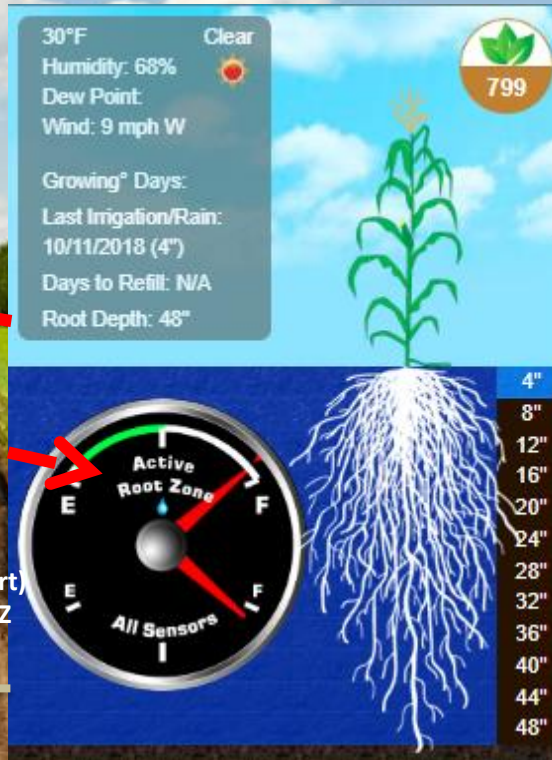 30°F Clear
Humidity: 68%
Dew Point:
Wind: 9 mph W
Growing° Days:
Last Irrigation/Rain:
10/11/2018 (4")
Days to Refill: N/A
Root Depth: 48"
799
4"
8"
12"
16"
20"
24"
28"
32"
36"
40"
44"
48"
Active
Root Zone
E F
E F
All Sensors
rt)
Z